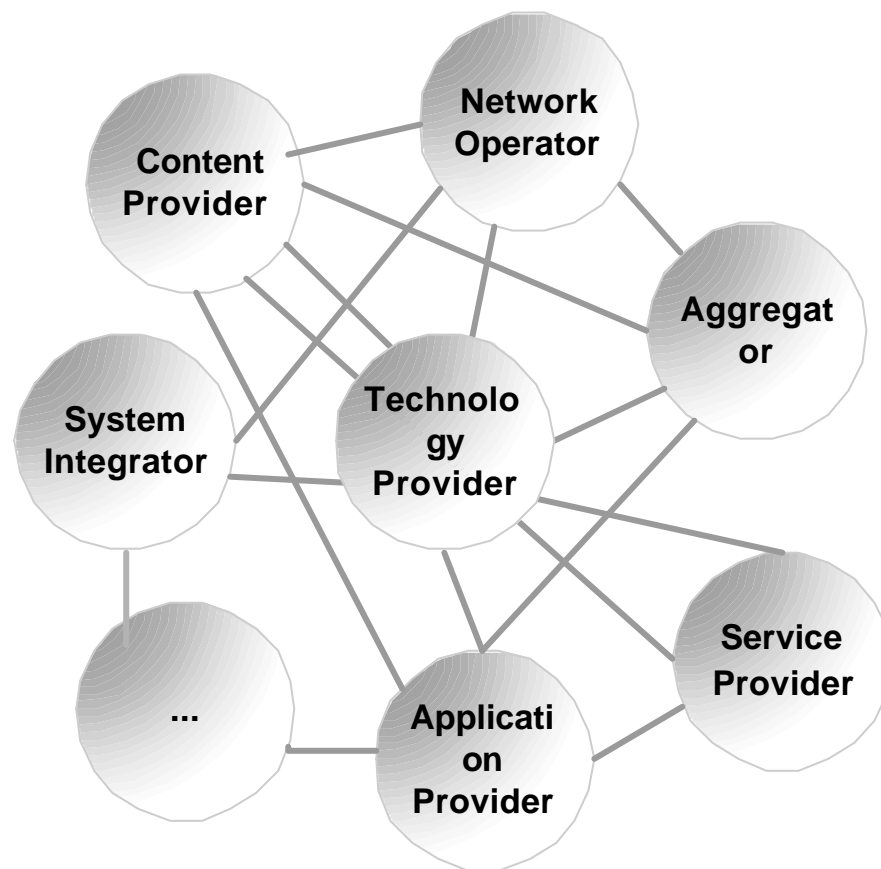 Network
Operator
Content
Provider
Aggregat
or
Technolo
gy
Provider
System
Integrator
Service
Provider
...
Applicati
on
Provider